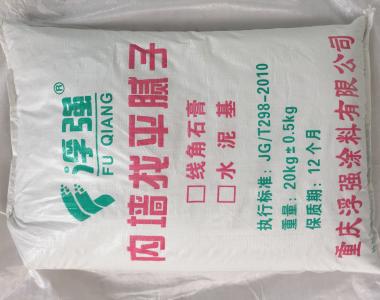 浮强®
FU QIANG
内墙找平腻子
□线角石膏
□水泥基
执行标准：JG/T298-2010
重量：20kg±0.5kg
保质期：12个月
重庆浮强涂料有限公司